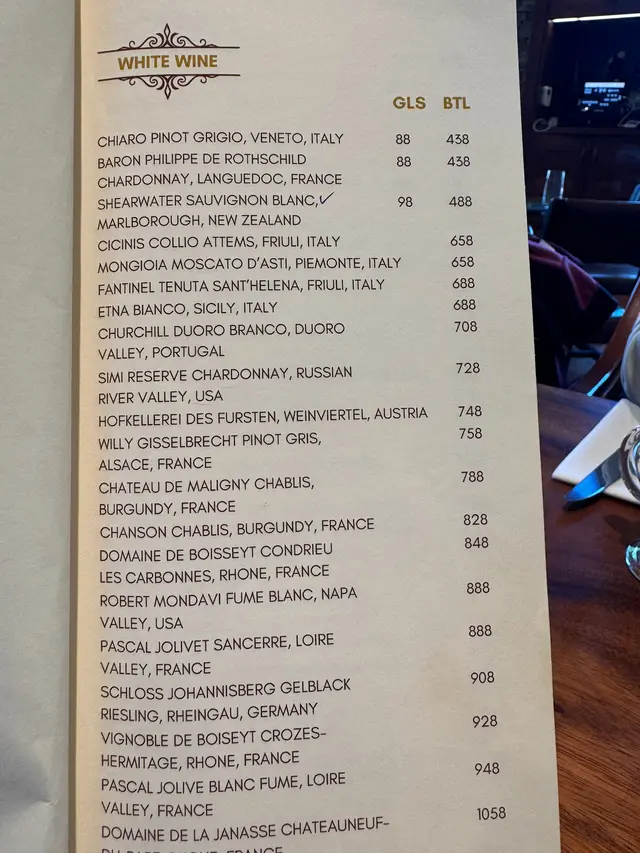 WHITE WINE
GLS BTL
CHIARO PINOT GRIGIO, VENETO, ITALY 88 438
BARON PHILIPPE DE ROTHSCHILD 88 438
CHARDONNAY, LANGUEDOC, FRANCE
SHEARWATER SAUVIGNON BLANC,✓ 98 488
MARLBOROUGH, NEW ZEALAND
CICINIS COLLIO ATTEMS, FRIULI, ITALY 658
MONGIOIA MOSCATO D'ASTI, PIEMONTE, ITALY 658
FANTINEL TENUTA SANT'HELENA, FRIULI, ITALY 688
ETNA BIANCO, SICILY, ITALY 688
CHURCHILL DUORO BRANCO, DUORO 708
VALLEY, PORTUGAL
SIMI RESERVE CHARDONNAY, RUSSIAN 728
RIVER VALLEY, USA
HOFKELLEREI DES FURSTEN, WEINVIERTEL, AUSTRIA 748
WILLY GISSELBRECHT PINOT GRIS, 758
ALSACE, FRANCE
CHATEAU DE MALIGNY CHABLIS, 788
BURGUNDY, FRANCE
CHANSON CHABLIS, BURGUNDY, FRANCE 828
DOMAINE DE BOISSEYT CONDRIEU 848
LES CARBONNES, RHONE, FRANCE
ROBERT MONDAVI FUME BLANC, NAPA 888
VALLEY, USA
PASCAL JOLIVET SANCERRE, LOIRE 888
VALLEY, FRANCE
SCHLOSS JOHANNISBERG GELBLACK 908
RIESLING, RHEINGAU, GERMANY
VIGNOBLE DE BOISEYT CROZES- 928
HERMITAGE, RHONE, FRANCE
PASCAL JOLIVE BLANC FUME, LOIRE 948
VALLEY, FRANCE
DOMAINE DE LA JANASSE CHATEAUNEUF- 1058